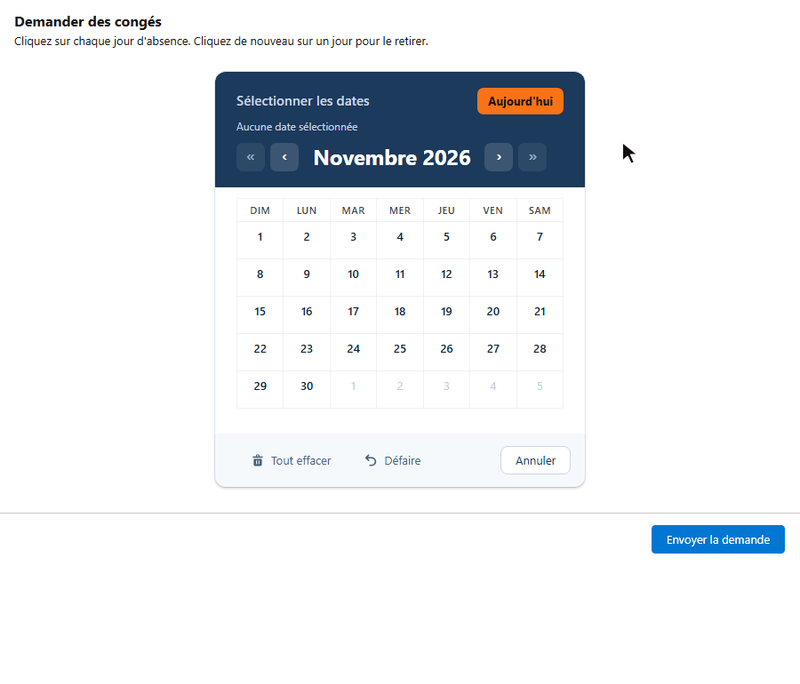 Demander des congés
Cliquez sur chaque jour d'absence. Cliquez de nouveau sur un jour pour le retirer.
Sélectionner les dates
Aujourd'hui
Aucune date sélectionnée
« ‹ Novembre 2026 › »
DIM LUN MAR MER JEU VEN SAM
1 2 3 4 5 6 7
8 9 10 11 12 13 14
15 16 17 18 19 20 21
22 23 24 25 26 27 28
29 30 1 2 3 4 5
Tout effacer Défaire Annuler
Envoyer la demande